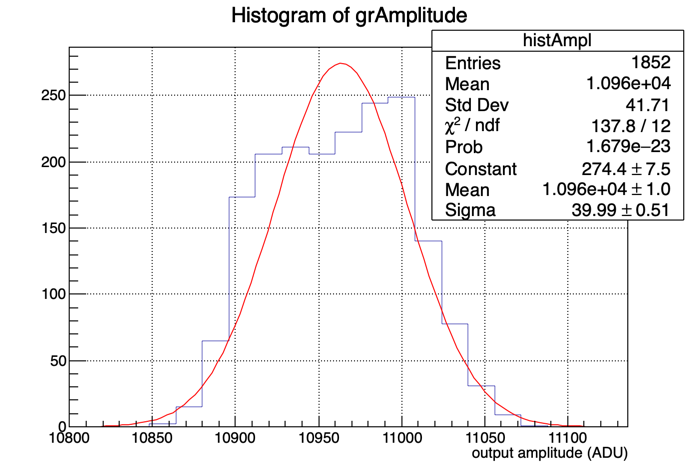 Histogram of grAmplitude
histAmpl
Entries 1852
Mean 1.096e+04
Std Dev 41.71
χ² / ndf 137.8 / 12
Prob 1.679e−23
Constant 274.4 ± 7.5
Mean 1.096e+04 ± 1.0
Sigma 39.99 ± 0.51
250
200
150
100
50
0
10800 10850 10900 10950 11000 11050 11100
output amplitude (ADU)